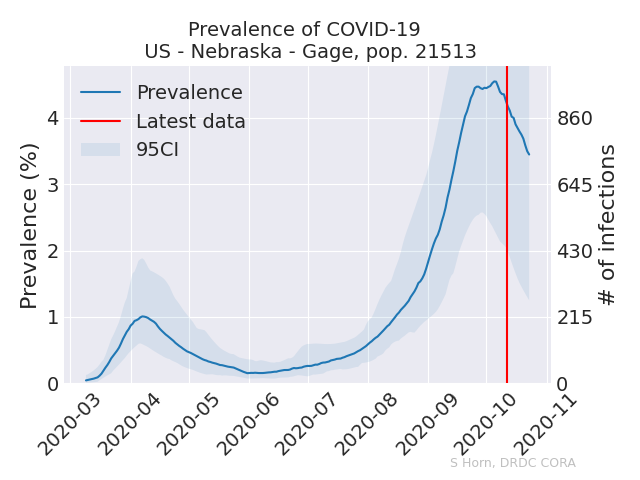 Prevalence of COVID-19
US - Nebraska - Gage, pop. 21513
Prevalence
Latest data
95CI
Prevalence (%)
4
3
2
1
0
860
645
430
215
0
# of infections
2020-03
2020-04
2020-05
2020-06
2020-07
2020-08
2020-09
2020-10
2020-11
S Horn, DRDC CORA